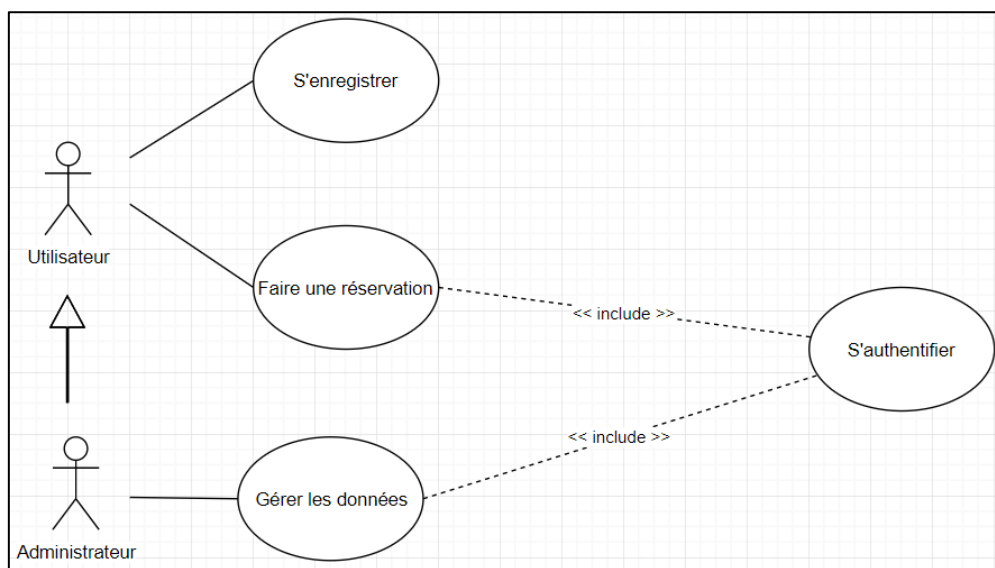 S'enregistrer
Utilisateur
Faire une réservation
<< include >>
S'authentifier
<< include >>
Gérer les données
Administrateur